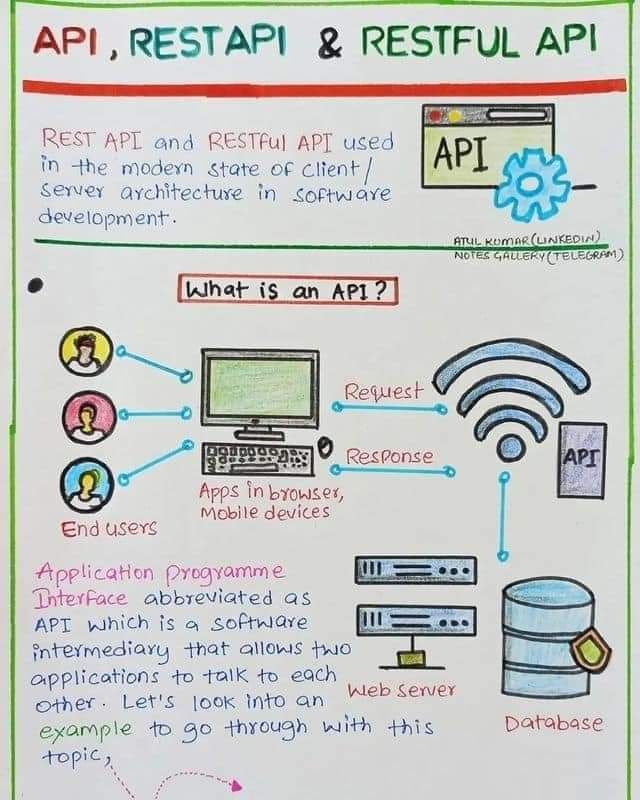 API, REST API & RESTFUL API
REST API and RESTful API used
in the modern state of client/
server architecture in software
development.
API
ATUL KUMAR (LINKEDIN)
NOTES GALLERY (TELEGRAM)
What is an API?
Request
Response
API
End users
Apps in browser,
Mobile devices
Application programme
Interface abbreviated as
API which is a software
intermediary that allows two
applications to talk to each
other. Let's look into an
example to go through with this
topic,
Web server
Database